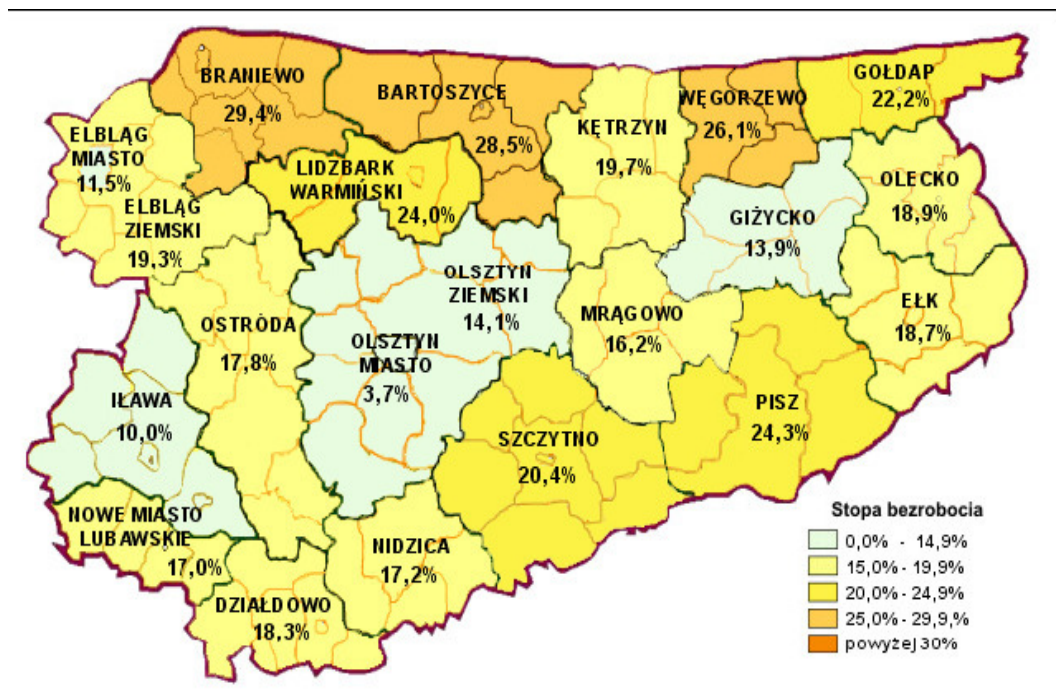 BRANIEWO
29,4%
BARTOSZYCE
28,5%
WĘGORZEWO
26,1%
GOŁDAP
22,2%
ELBLĄG
MIASTO
11,5%
ELBLĄG
ZIEMSKI
19,3%
LIDZBARK
WARMIŃSKI
24,0%
KĘTRZYN
19,7%
OLECKO
18,9%
GIŻYCKO
13,9%
OLSZTYN
ZIEMSKI
14,1%
OSTRÓDA
17,8%
OLSZTYN
MIASTO
3,7%
MRĄGOWO
16,2%
EŁK
18,7%
IŁAWA
10,0%
PISZ
24,3%
SZCZYTNO
20,4%
NOWE MIASTO
LUBAWSKIE
17,0%
NIDZICA
17,2%
DZIAŁDOWO
18,3%
Stopa bezrobocia
0,0% - 14,9%
15,0% - 19,9%
20,0% - 24,9%
25,0% - 29,9,%
powyżej 30%